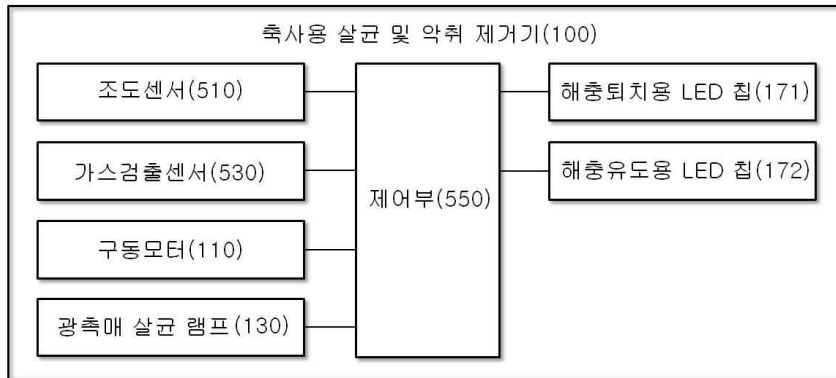 축사용 살균 및 악취 제거기(100)
조도센서(510)
가스검출센서(530)
구동모터(110)
광촉매 살균 램프(130)
제어부(550)
해충퇴치용 LED 칩(171)
해충유도용 LED 칩(172)